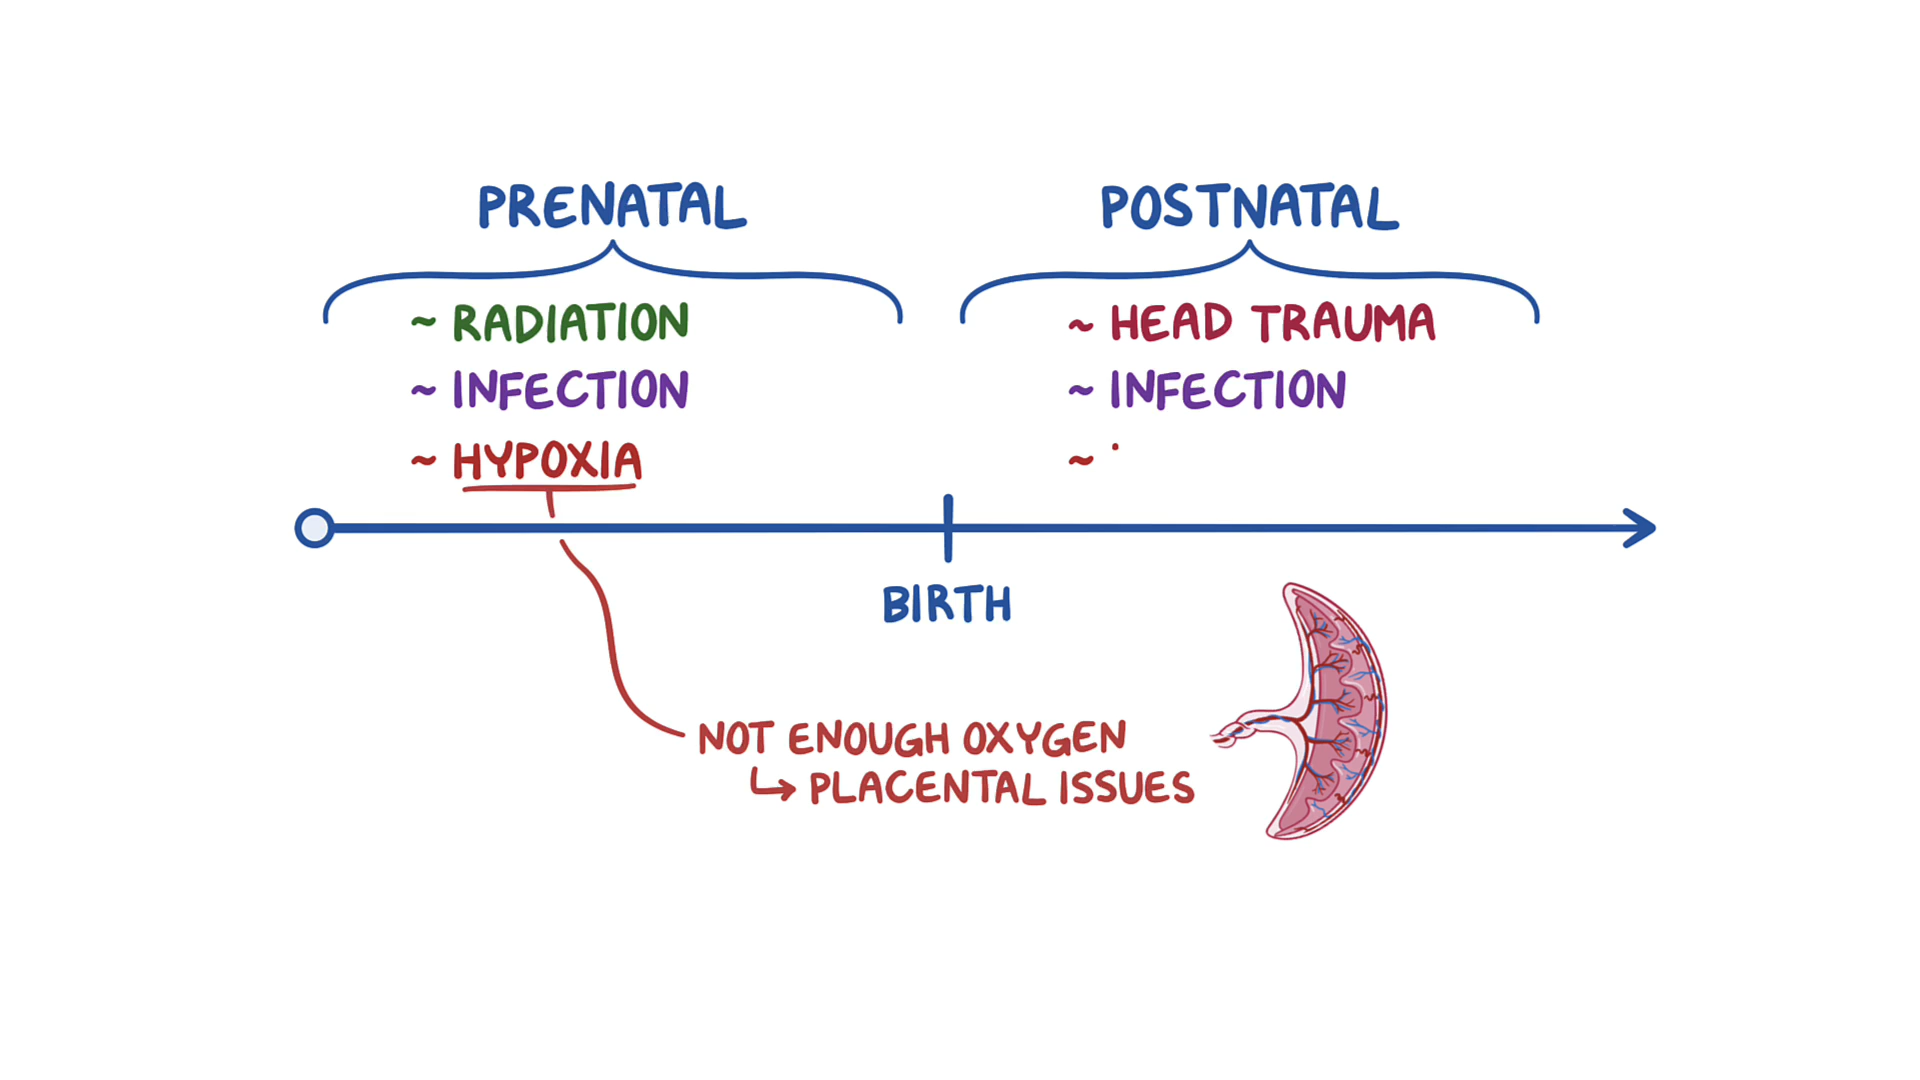 PRENATAL
~ RADIATION
~ INFECTION
~ HYPOXIA
POSTNATAL
~ HEAD TRAUMA
~ INFECTION
~
BIRTH
NOT ENOUGH OXYGEN
↳ PLACENTAL ISSUES